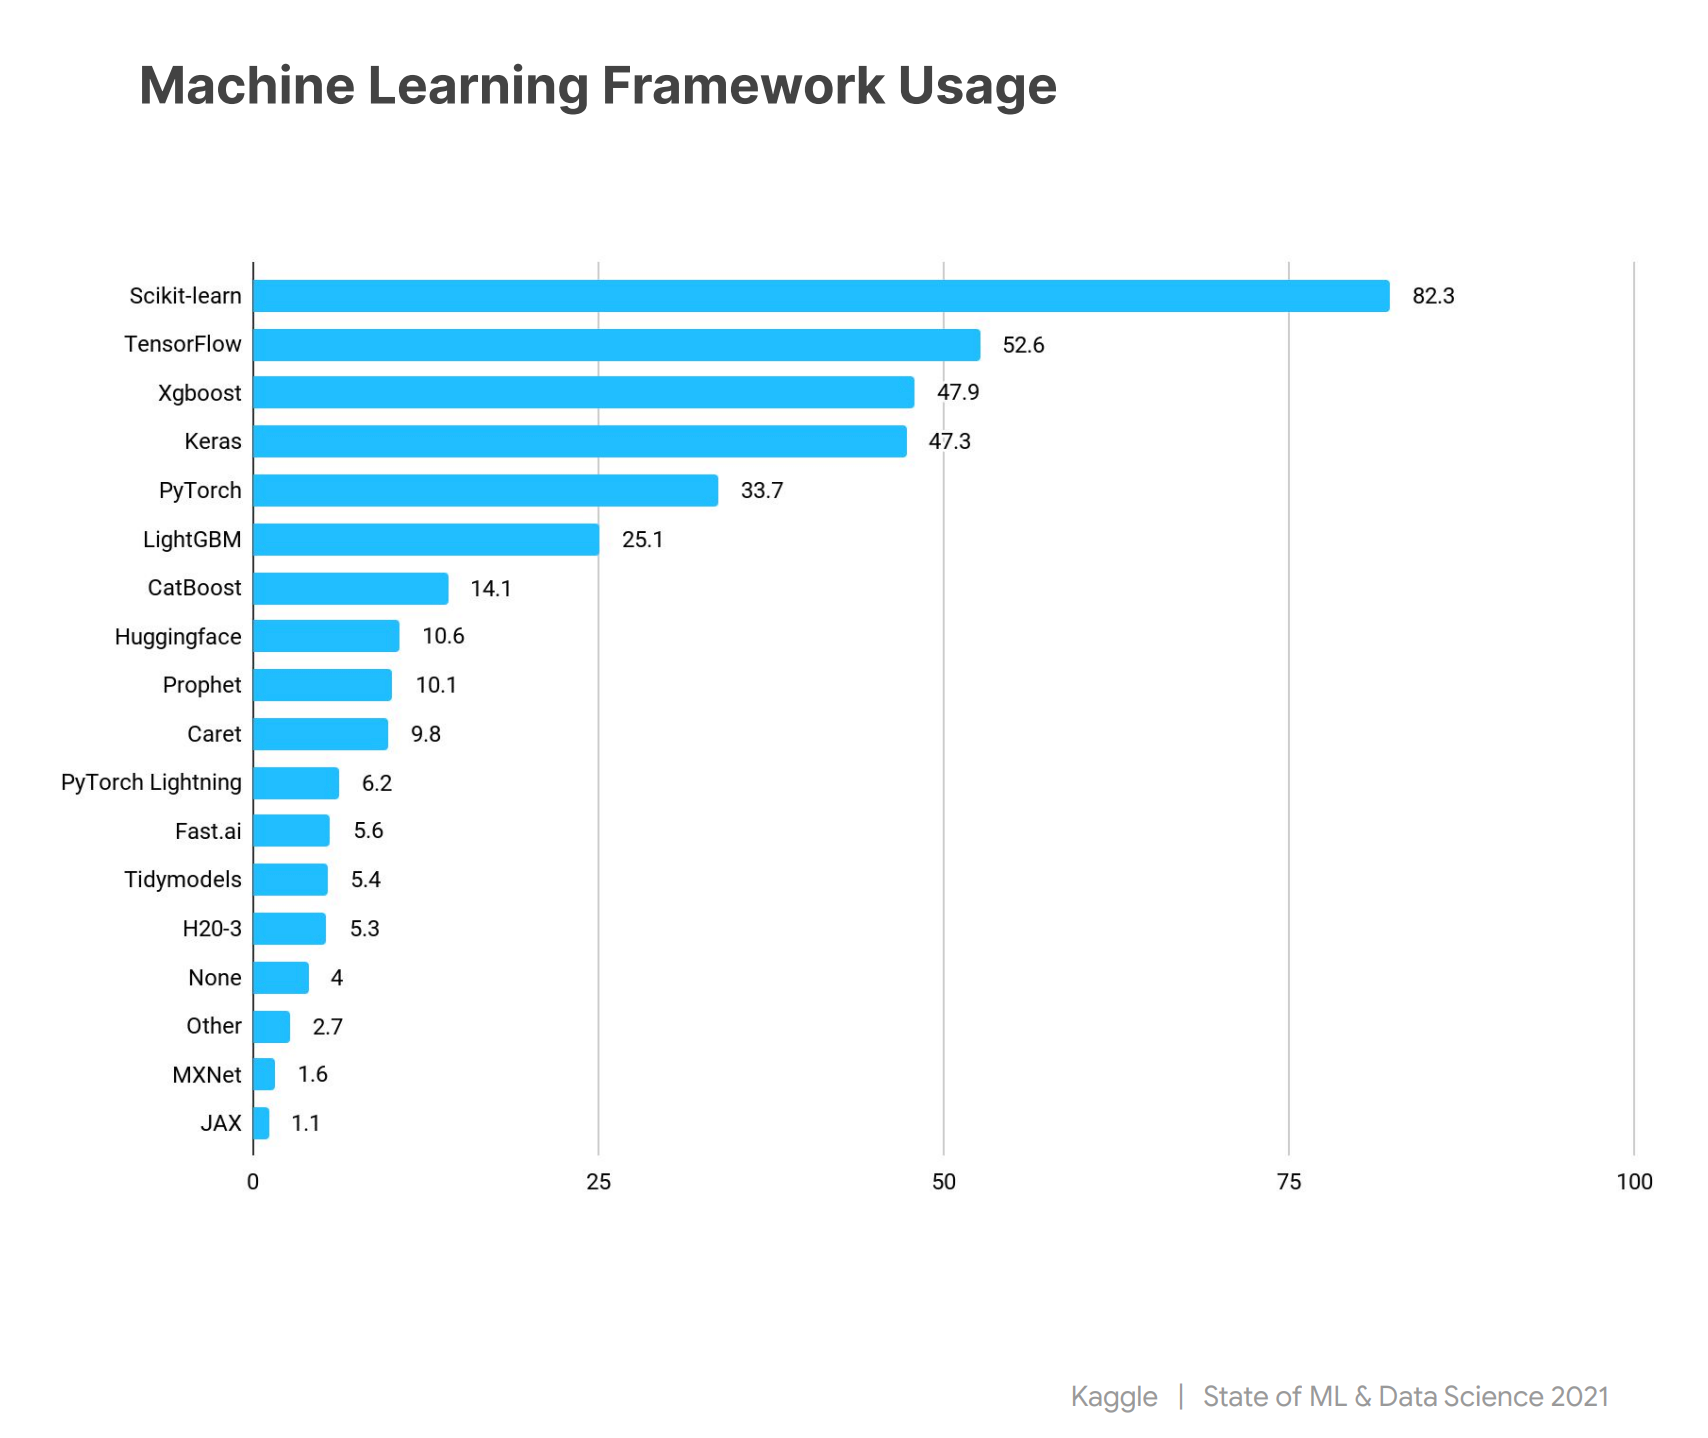 Machine Learning Framework Usage
Scikit-learn 82.3
TensorFlow 52.6
Xgboost 47.9
Keras 47.3
PyTorch 33.7
LightGBM 25.1
CatBoost 14.1
Huggingface 10.6
Prophet 10.1
Caret 9.8
PyTorch Lightning 6.2
Fast.ai 5.6
Tidymodels 5.4
H20-3 5.3
None 4
Other 2.7
MXNet 1.6
JAX 1.1
0 25 50 75 100
Kaggle | State of ML & Data Science 2021